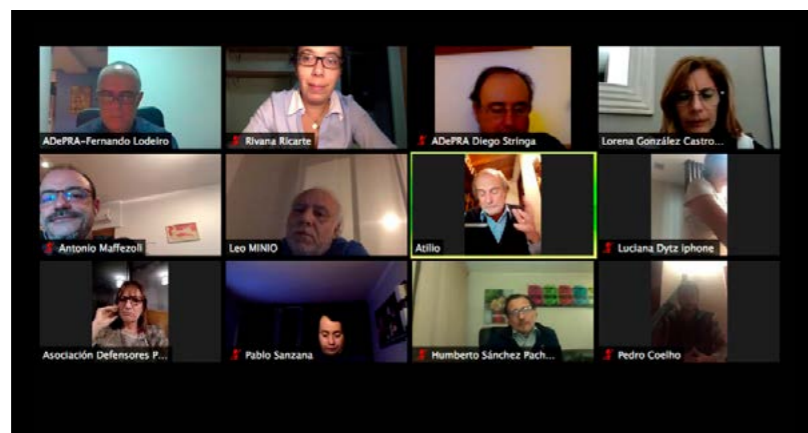 ADePRA-Fernando Lodeiro
Rivana Ricarte
ADePRA Diego Stringa
Lorena González Castro...
Antonio Maffezoli
Leo MINIO
Atilio
Luciana Dytz iphone
Asociación Defensores P...
Pablo Sanzana
Humberto Sánchez Pach...
Pedro Coelho